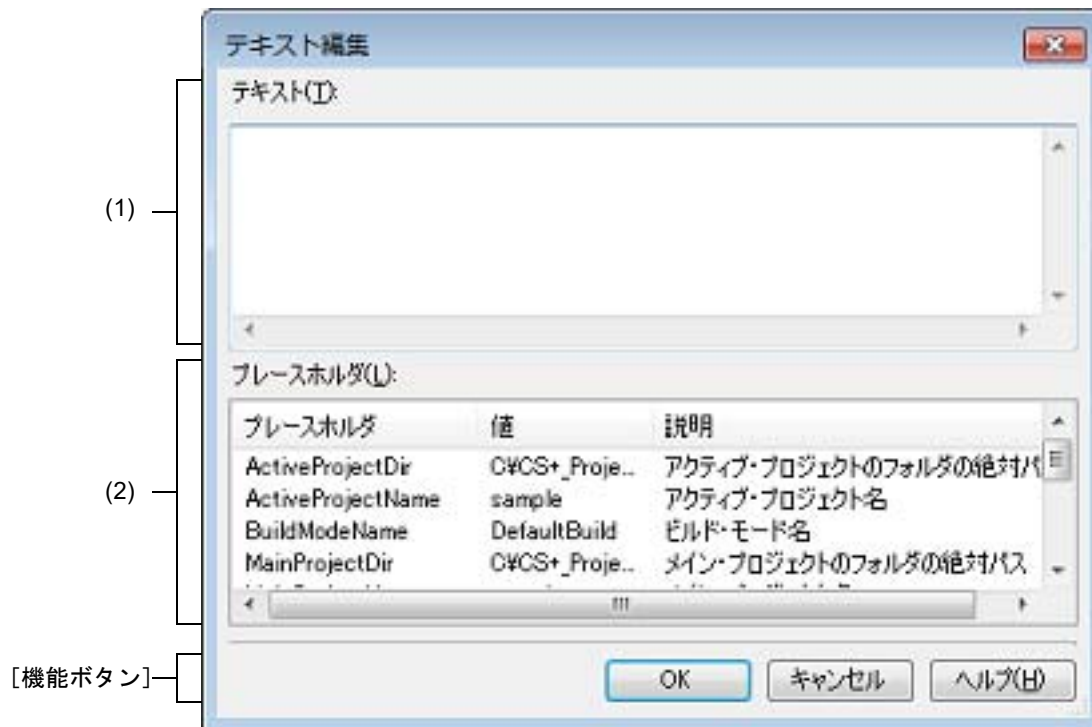 テキスト編集
テキスト(T):
(1)
プレースホルダ(L):
プレースホルダ 値 説明
ActiveProjectDir C¥CS+_Proje... アクティブ・プロジェクトのフォルダの絶対パ
ActiveProjectName sample アクティブ・プロジェクト名
(2)
BuildModeName DefaultBuild ビルド・モード名
MainProjectDir C¥CS+_Proje... メイン・プロジェクトのフォルダの絶対パス
[機能ボタン]
OK キャンセル ヘルプ(H)